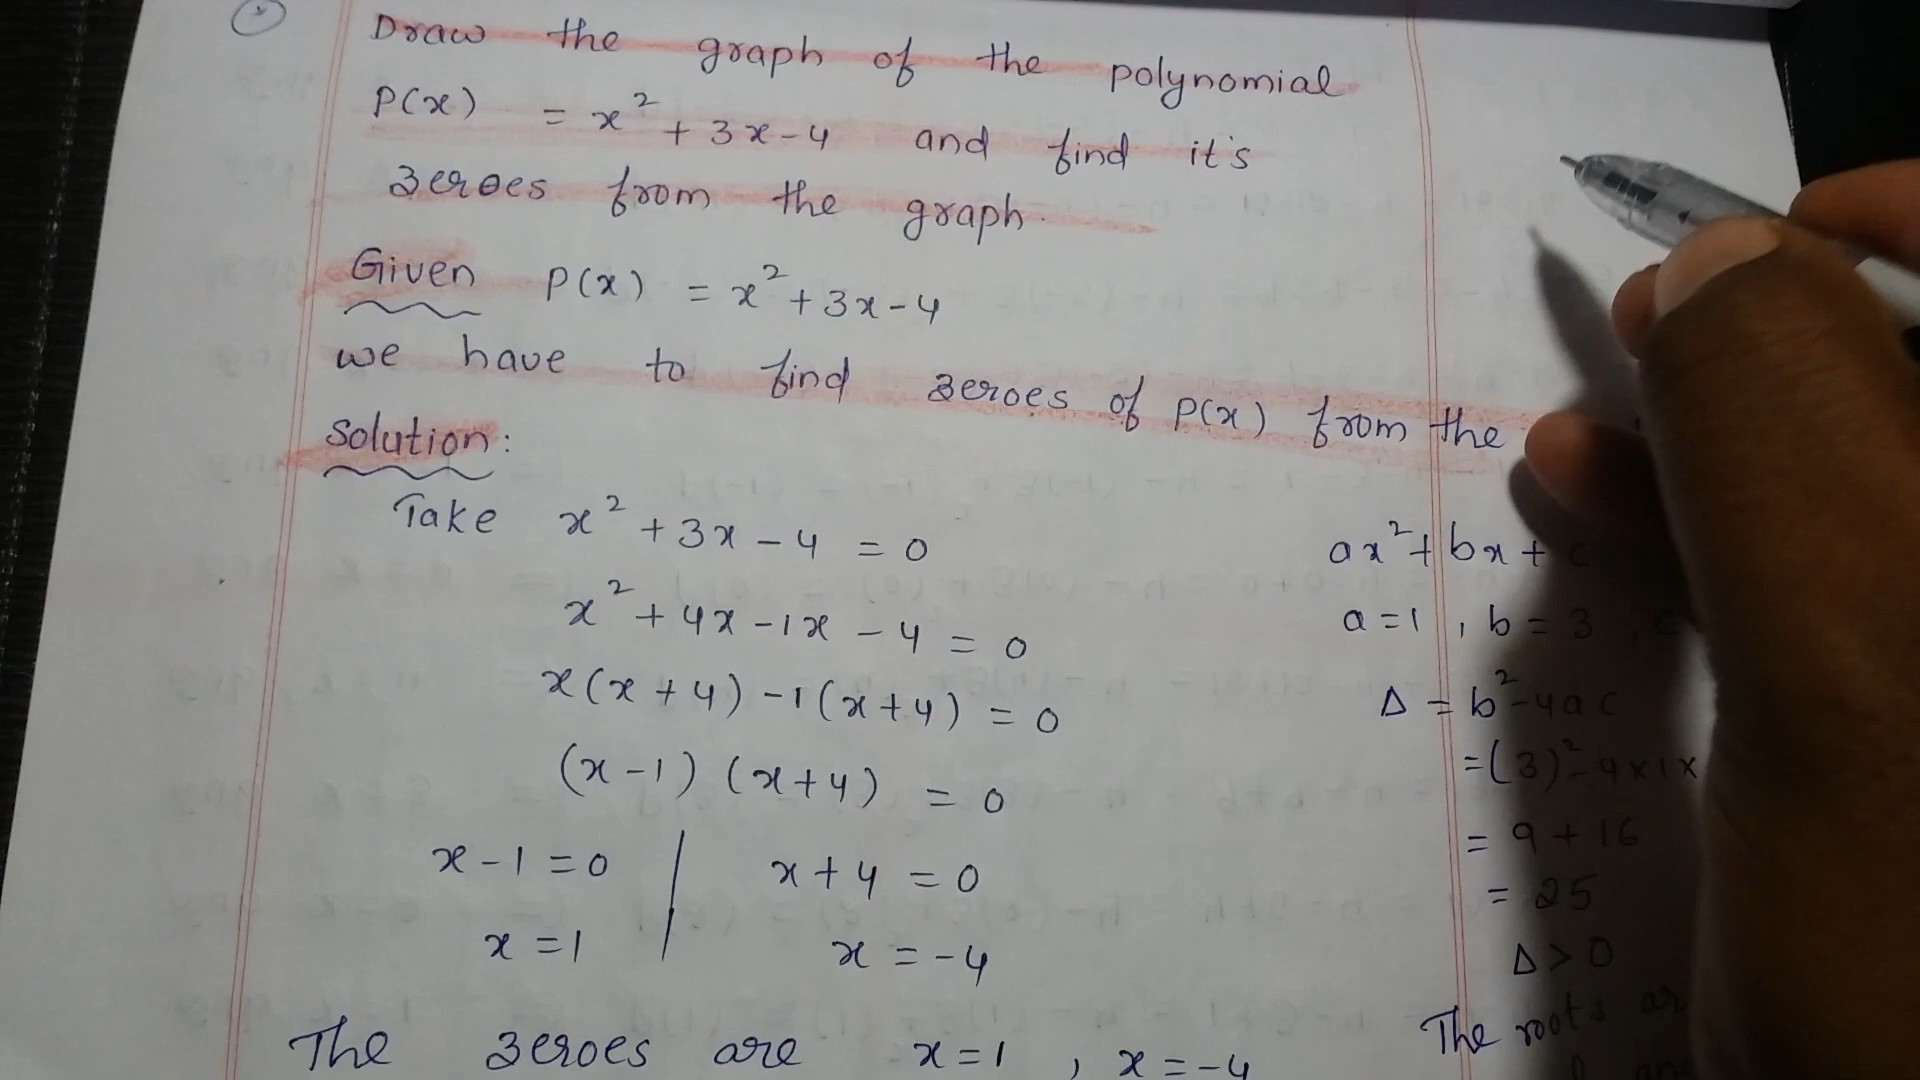 Draw the graph of the polynomial
P(x) = x² + 3x - 4 and find it's
zeroes from the graph.
Given P(x) = x² + 3x - 4
we have to find zeroes of P(x) from the
Solution:
Take x² + 3x - 4 = 0
x² + 4x - 1x - 4 = 0
x(x + 4) - 1(x + 4) = 0
(x - 1) (x + 4) = 0
x - 1 = 0 | x + 4 = 0
x = 1 | x = -4
The zeroes are x = 1 , x = -4
ax² + bx + c
a = 1 , b = 3 , c
Δ = b² - 4ac
= (3)² - 4 x 1 x
= 9 + 16
= 25
Δ > 0
The roots ar